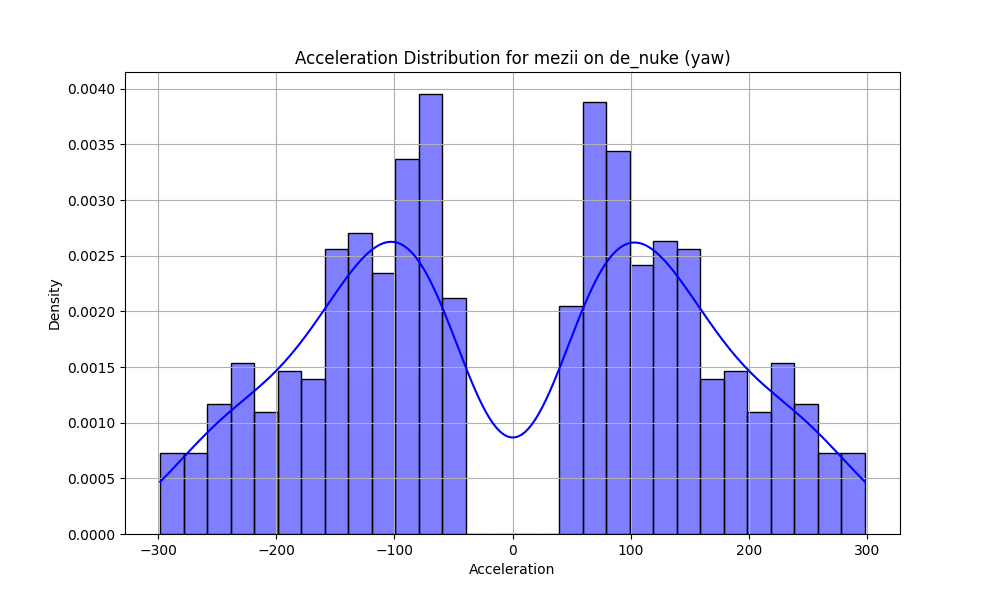 Acceleration Distribution for mezii on de_nuke (yaw)
0.0040
0.0035
0.0030
0.0025
0.0020
0.0015
0.0010
0.0005
0.0000
Density
−300 −200 −100 0 100 200 300
Acceleration